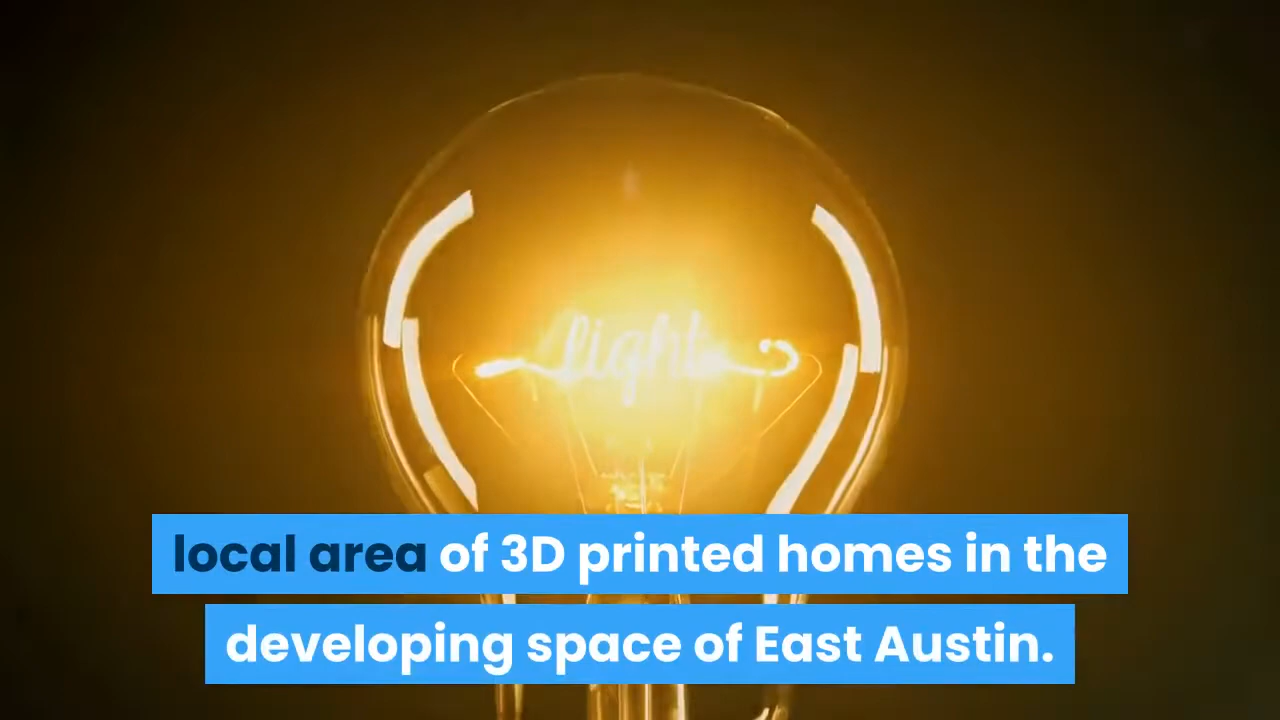 light
local area of 3D printed homes in the
developing space of East Austin.